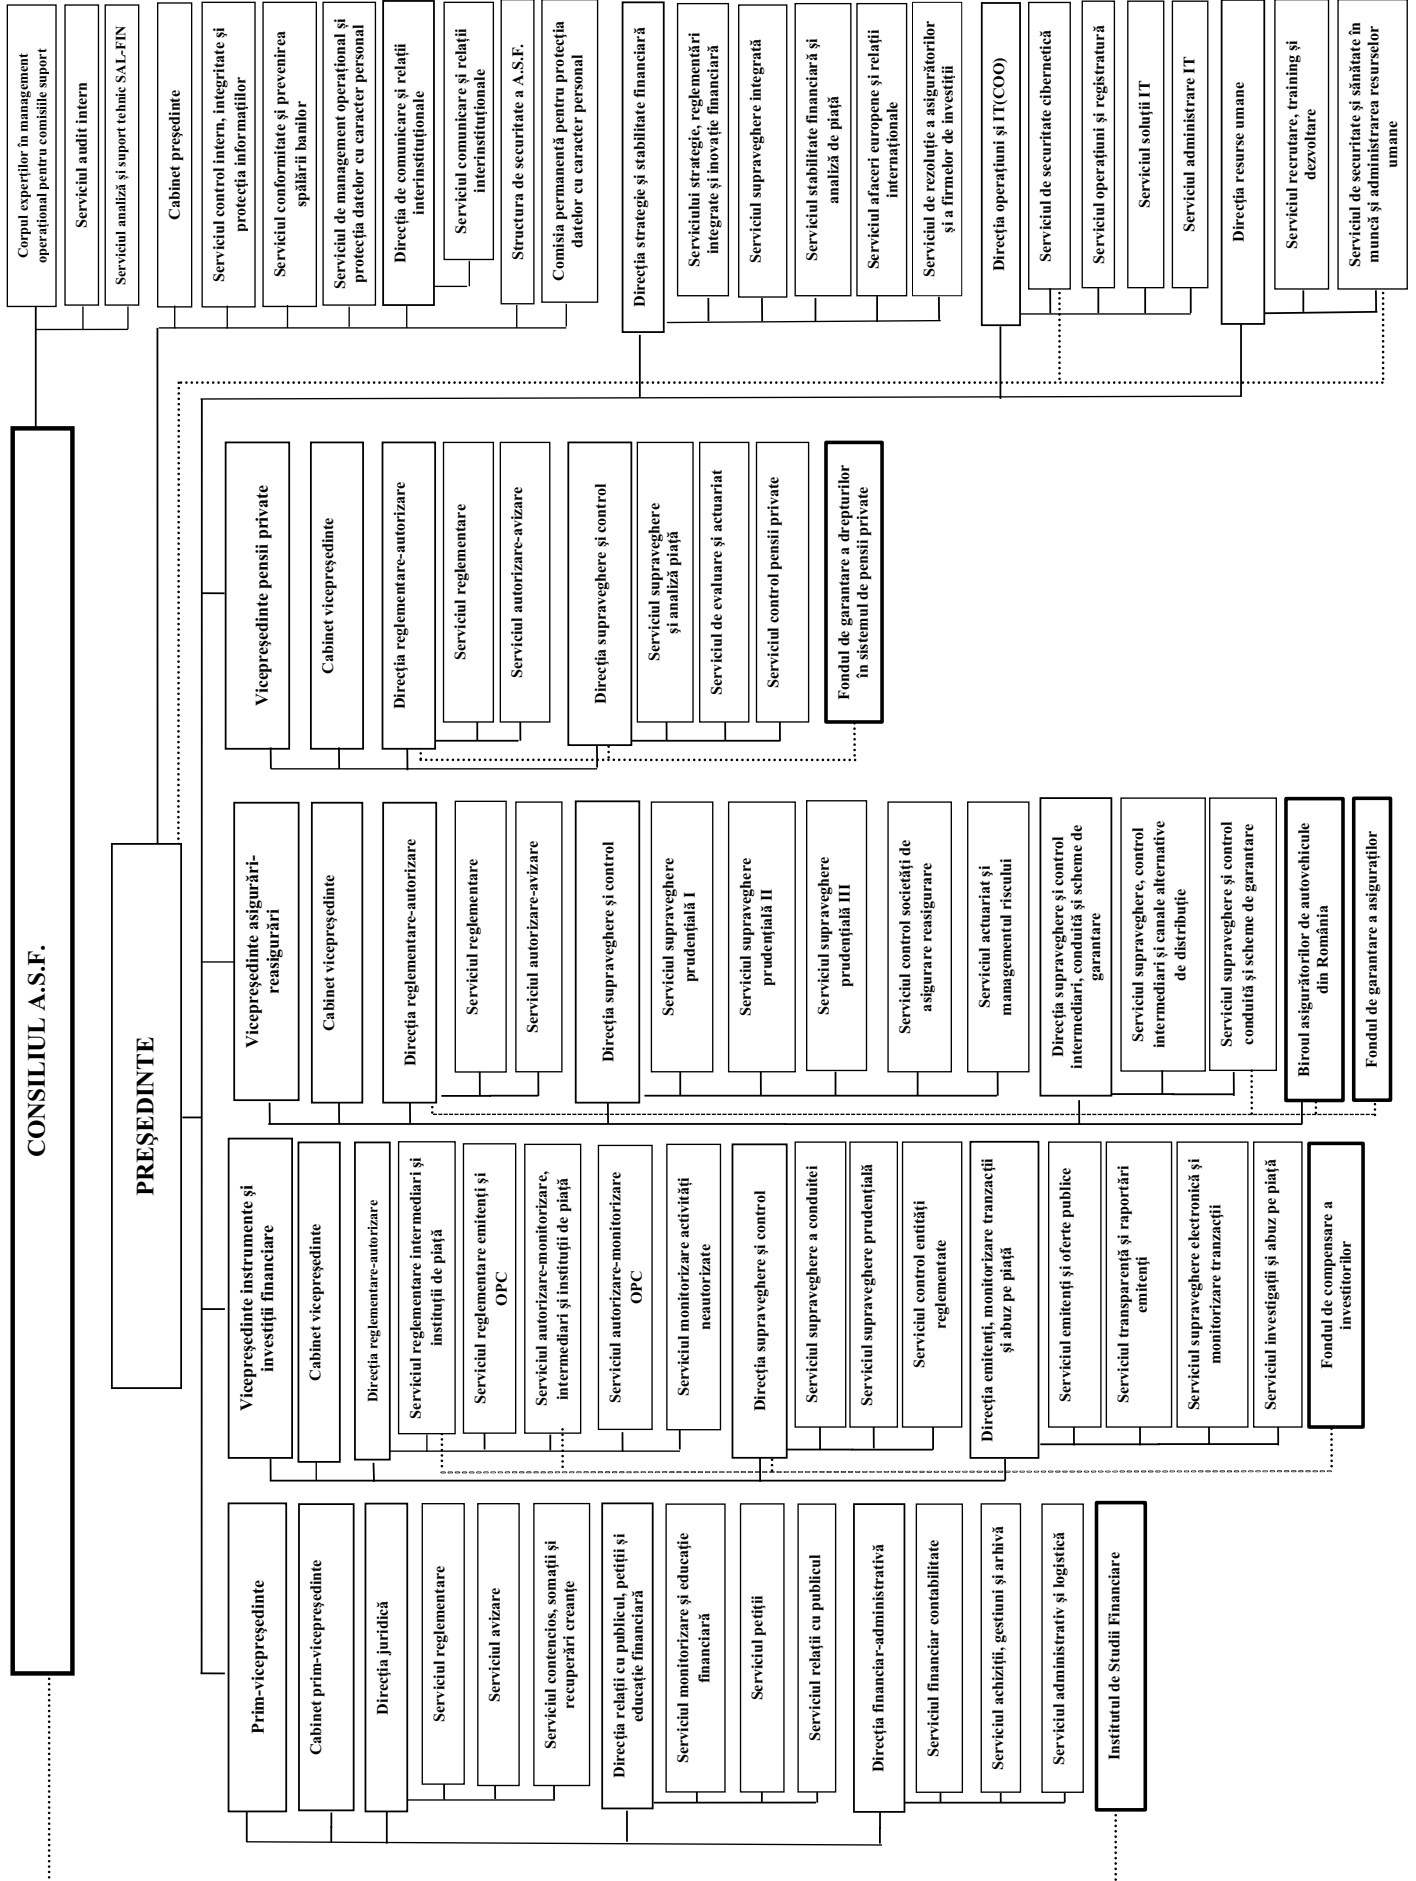 CONSILIUL A.S.F.
Corpul experților în management
operațional pentru comisiile suport
Serviciul audit intern
Serviciul analiză și suport tehnic SAL-FIN
PREȘEDINTE
Cabinet președinte
Serviciul control intern, integritate și
protecția informațiilor
Serviciul conformitate și prevenirea
spălării banilor
Serviciul de management operațional și
protecția datelor cu caracter personal
Direcția de comunicare și relații
interinstituționale
Serviciul comunicare și relații
interinstituționale
Structura de securitate a A.S.F.
Comisia permanentă pentru protecția
datelor cu caracter personal
Prim-vicepreședinte
Cabinet prim-vicepreședinte
Direcția juridică
Serviciul reglementare
Serviciul avizare
Serviciul contencios, somații și
recuperări creanțe
Direcția relații cu publicul, petiții și
educație financiară
Serviciul monitorizare și educație
financiară
Serviciul petiții
Serviciul relații cu publicul
Direcția financiar-administrativă
Serviciul financiar contabilitate
Serviciul achiziții, gestiuni și arhivă
Serviciul administrativ și logistică
Institutul de Studii Financiare
Vicepreședinte instrumente și
investiții financiare
Cabinet vicepreședinte
Direcția reglementare-autorizare
Serviciul reglementare intermediari și
instituții de piață
Serviciul reglementare emitenți și
OPC
Serviciul autorizare-monitorizare,
intermediari și instituții de piață
Serviciul autorizare-monitorizare
OPC
Serviciul monitorizare activități
neautorizate
Direcția supraveghere și control
Serviciul supraveghere a conduitei
Serviciul supraveghere prudențială
Serviciul control entități
reglementate
Direcția emitenți, monitorizare tranzacții
și abuz pe piață
Serviciul emitenți și oferte publice
Serviciul transparență și raportări
emitenți
Serviciul supraveghere electronică și
monitorizare tranzacții
Serviciul investigații și abuz pe piață
Fondul de compensare a
investitorilor
Vicepreședinte asigurări-
reasigurări
Cabinet vicepreședinte
Direcția reglementare-autorizare
Serviciul reglementare
Serviciul autorizare-avizare
Direcția supraveghere și control
Serviciul supraveghere
prudențială I
Serviciul supraveghere
prudențială II
Serviciul supraveghere
prudențială III
Serviciul control societăți de
asigurare reasigurare
Serviciul actuariat și
managementul riscului
Direcția supraveghere și control
intermediari, conduită și scheme de
garantare
Serviciul supraveghere, control
intermediari și canale alternative
de distribuție
Serviciul supraveghere și control
conduită și scheme de garantare
Biroul asigurătorilor de autovehicule
din România
Fondul de garantare a asiguraților
Vicepreședinte pensii private
Cabinet vicepreședinte
Direcția reglementare-autorizare
Serviciul reglementare
Serviciul autorizare-avizare
Direcția supraveghere și control
Serviciul supraveghere
și analiză piață
Serviciul de evaluare și actuariat
Serviciul control pensii private
Fondul de garantare a drepturilor
în sistemul de pensii private
Direcția strategie și stabilitate financiară
Serviciului strategie, reglementări
integrate și inovație financiară
Serviciul supraveghere integrată
Serviciul stabilitate financiară și
analiză de piață
Serviciul afaceri europene și relații
internaționale
Serviciul de rezoluție a asigurătorilor
și a firmelor de investiții
Direcția operațiuni și IT(COO)
Serviciul de securitate cibernetică
Serviciul operațiuni și registratură
Serviciul soluții IT
Serviciul administrare IT
Direcția resurse umane
Serviciul recrutare, training și
dezvoltare
Serviciul de securitate și sănătate în
muncă și administrarea resurselor
umane